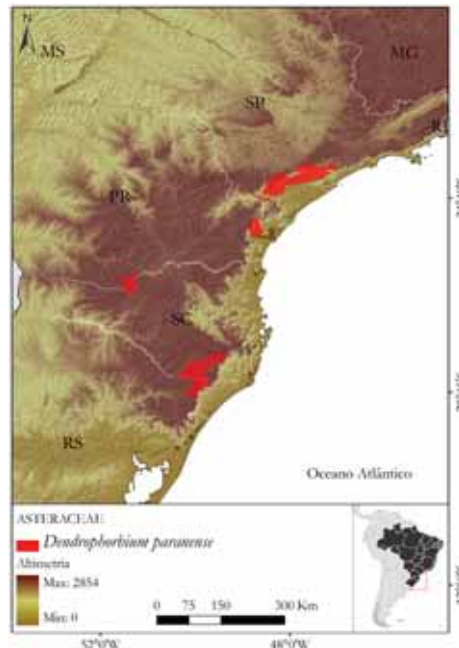 N
MS
MG
SP
PR
SC
RS
Oceano Atlântico
ASTERACEAE
Dendrophorbium paranense
Altimetria
Max: 2854
Min: 0
0 75 150 300 Km
52°0'W 48°0'W